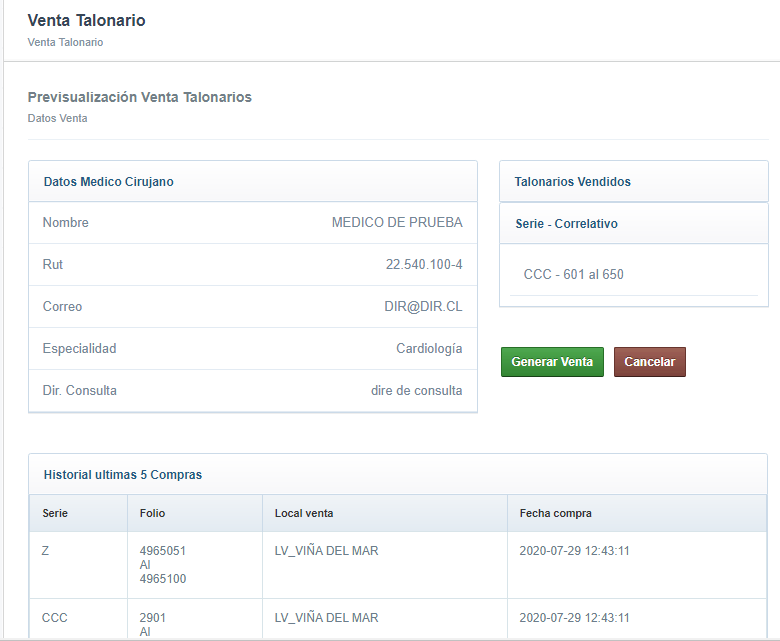 Venta Talonario
Venta Talonario
Previsualización Venta Talonarios
Datos Venta
Datos Medico Cirujano
Nombre MEDICO DE PRUEBA
Rut 22.540.100-4
Correo DIR@DIR.CL
Especialidad Cardiología
Dir. Consulta dire de consulta
Talonarios Vendidos
Serie - Correlativo
CCC - 601 al 650
Generar Venta Cancelar
Historial ultimas 5 Compras
Serie Folio Local venta Fecha compra
Z 4965051 LV_VIÑA DEL MAR 2020-07-29 12:43:11
Al
4965100
CCC 2901 LV_VIÑA DEL MAR 2020-07-29 12:43:11
Al